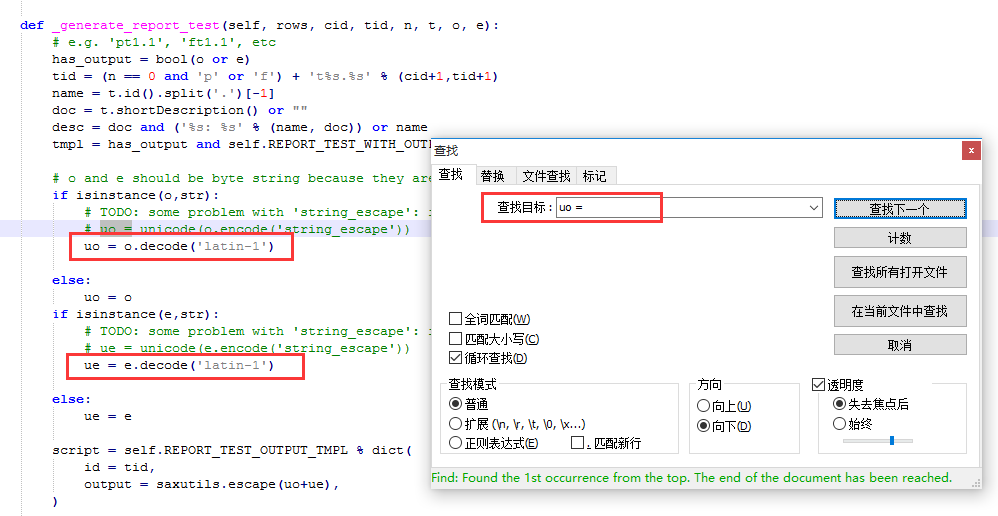 def _generate_report_test(self, rows, cid, tid, n, t, o, e):
# e.g. 'pt1.1', 'ft1.1', etc
has_output = bool(o or e)
tid = (n == 0 and 'p' or 'f') + 't%s.%s' % (cid+1,tid+1)
name = t.id().split('.')[-1]
doc = t.shortDescription() or ""
desc = doc and ('%s: %s' % (name, doc)) or name
tmpl = has_output and self.REPORT_TEST_WITH_OUT
# o and e should be byte string because they are
if isinstance(o,str):
# TODO: some problem with 'string_escape':
# uo = unicode(o.encode('string_escape'))
uo = o.decode('latin-1')
else:
uo = o
if isinstance(e,str):
# TODO: some problem with 'string_escape':
# ue = unicode(e.encode('string_escape'))
ue = e.decode('latin-1')
else:
ue = e
script = self.REPORT_TEST_OUTPUT_TMPL % dict(
id = tid,
output = saxutils.escape(uo+ue),
)
查找
x
查找 替换 文件查找 标记
查找目标: uo =
查找下一个
计数
查找所有打开文件
在当前文件中查找
取消
全词匹配(W)
匹配大小写(C)
循环查找(D)
查找模式
普通
扩展 (\n, \r, \t, \0, \x...)
正则表达式(E) . 匹配新行
方向
向上(U)
向下(D)
透明度
失去焦点后
始终
Find: Found the 1st occurrence from the top. The end of the document has been reached.